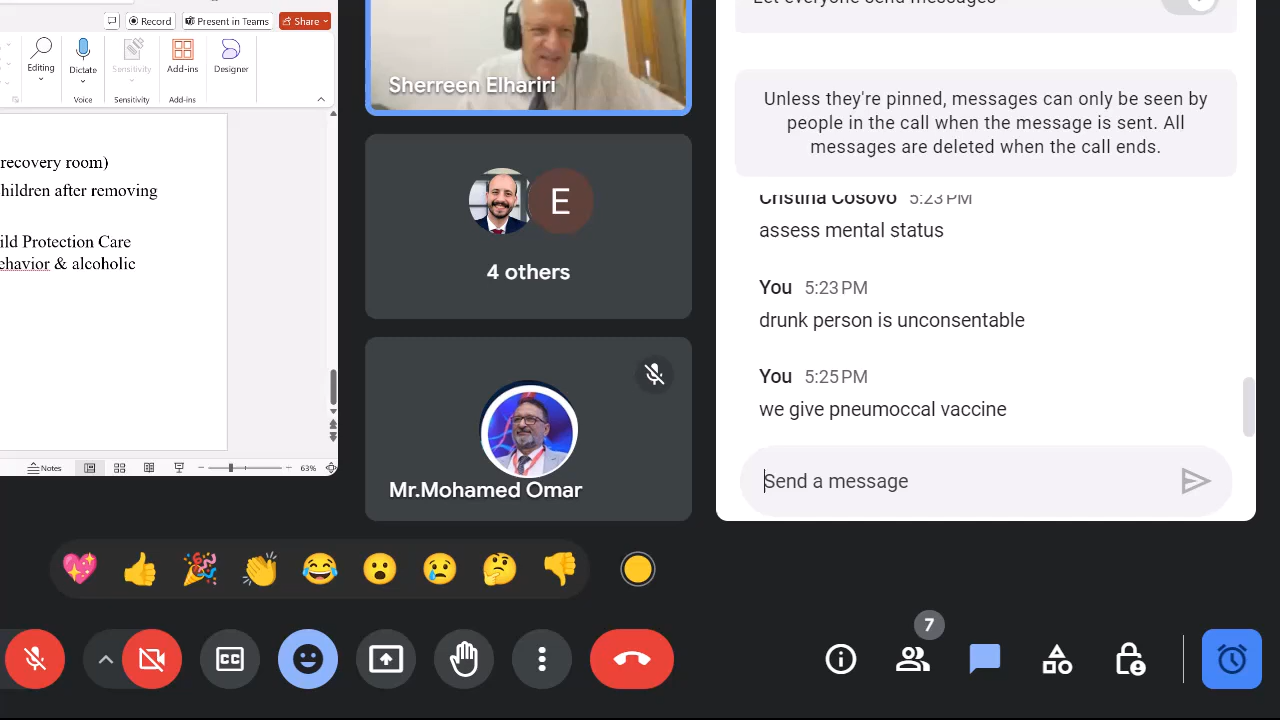 Record
Present in Teams
Share
Editing
Dictate
Sensitivity
Add-ins
Designer
Voice
Sensitivity
Add-ins
recovery room)
hildren after removing
ild Protection Care
ehavior & alcoholic
Notes
63%
Sherreen Elhariri
E
4 others
Mr.Mohamed Omar
Let everyone send messages
Unless they're pinned, messages can only be seen by
people in the call when the message is sent. All
messages are deleted when the call ends.
Cristina Cosovo 5:23 PM
assess mental status
You 5:23 PM
drunk person is unconsentable
You 5:25 PM
we give pneumoccal vaccine
Send a message
CC
7